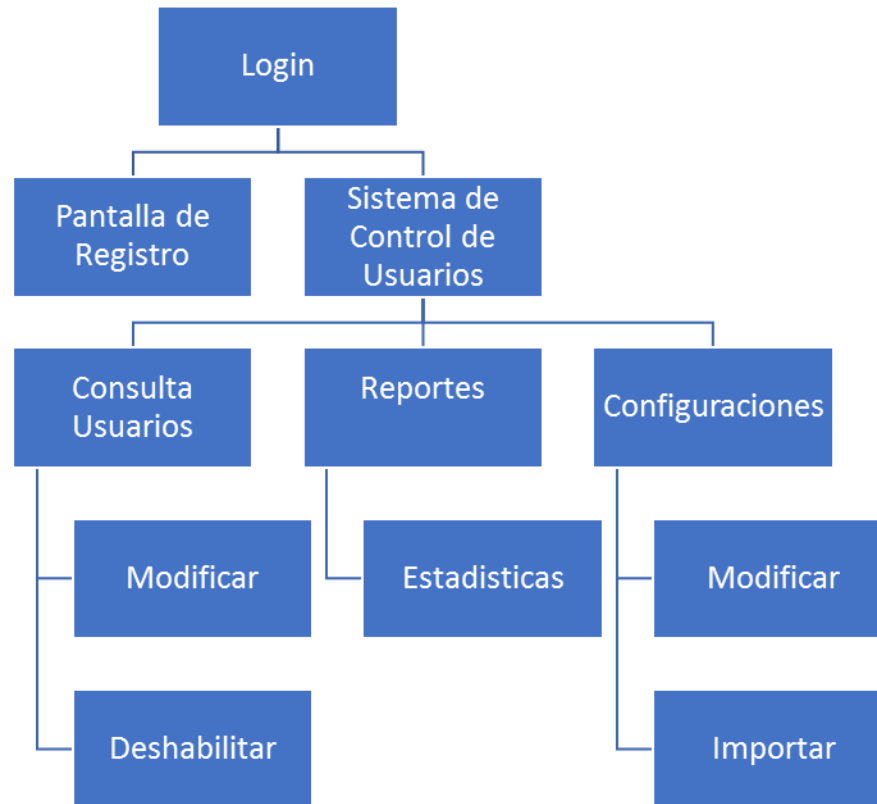 Login
Pantalla de
Registro
Sistema de
Control de
Usuarios
Consulta
Usuarios
Reportes
Configuraciones
Modificar
Estadisticas
Modificar
Deshabilitar
Importar